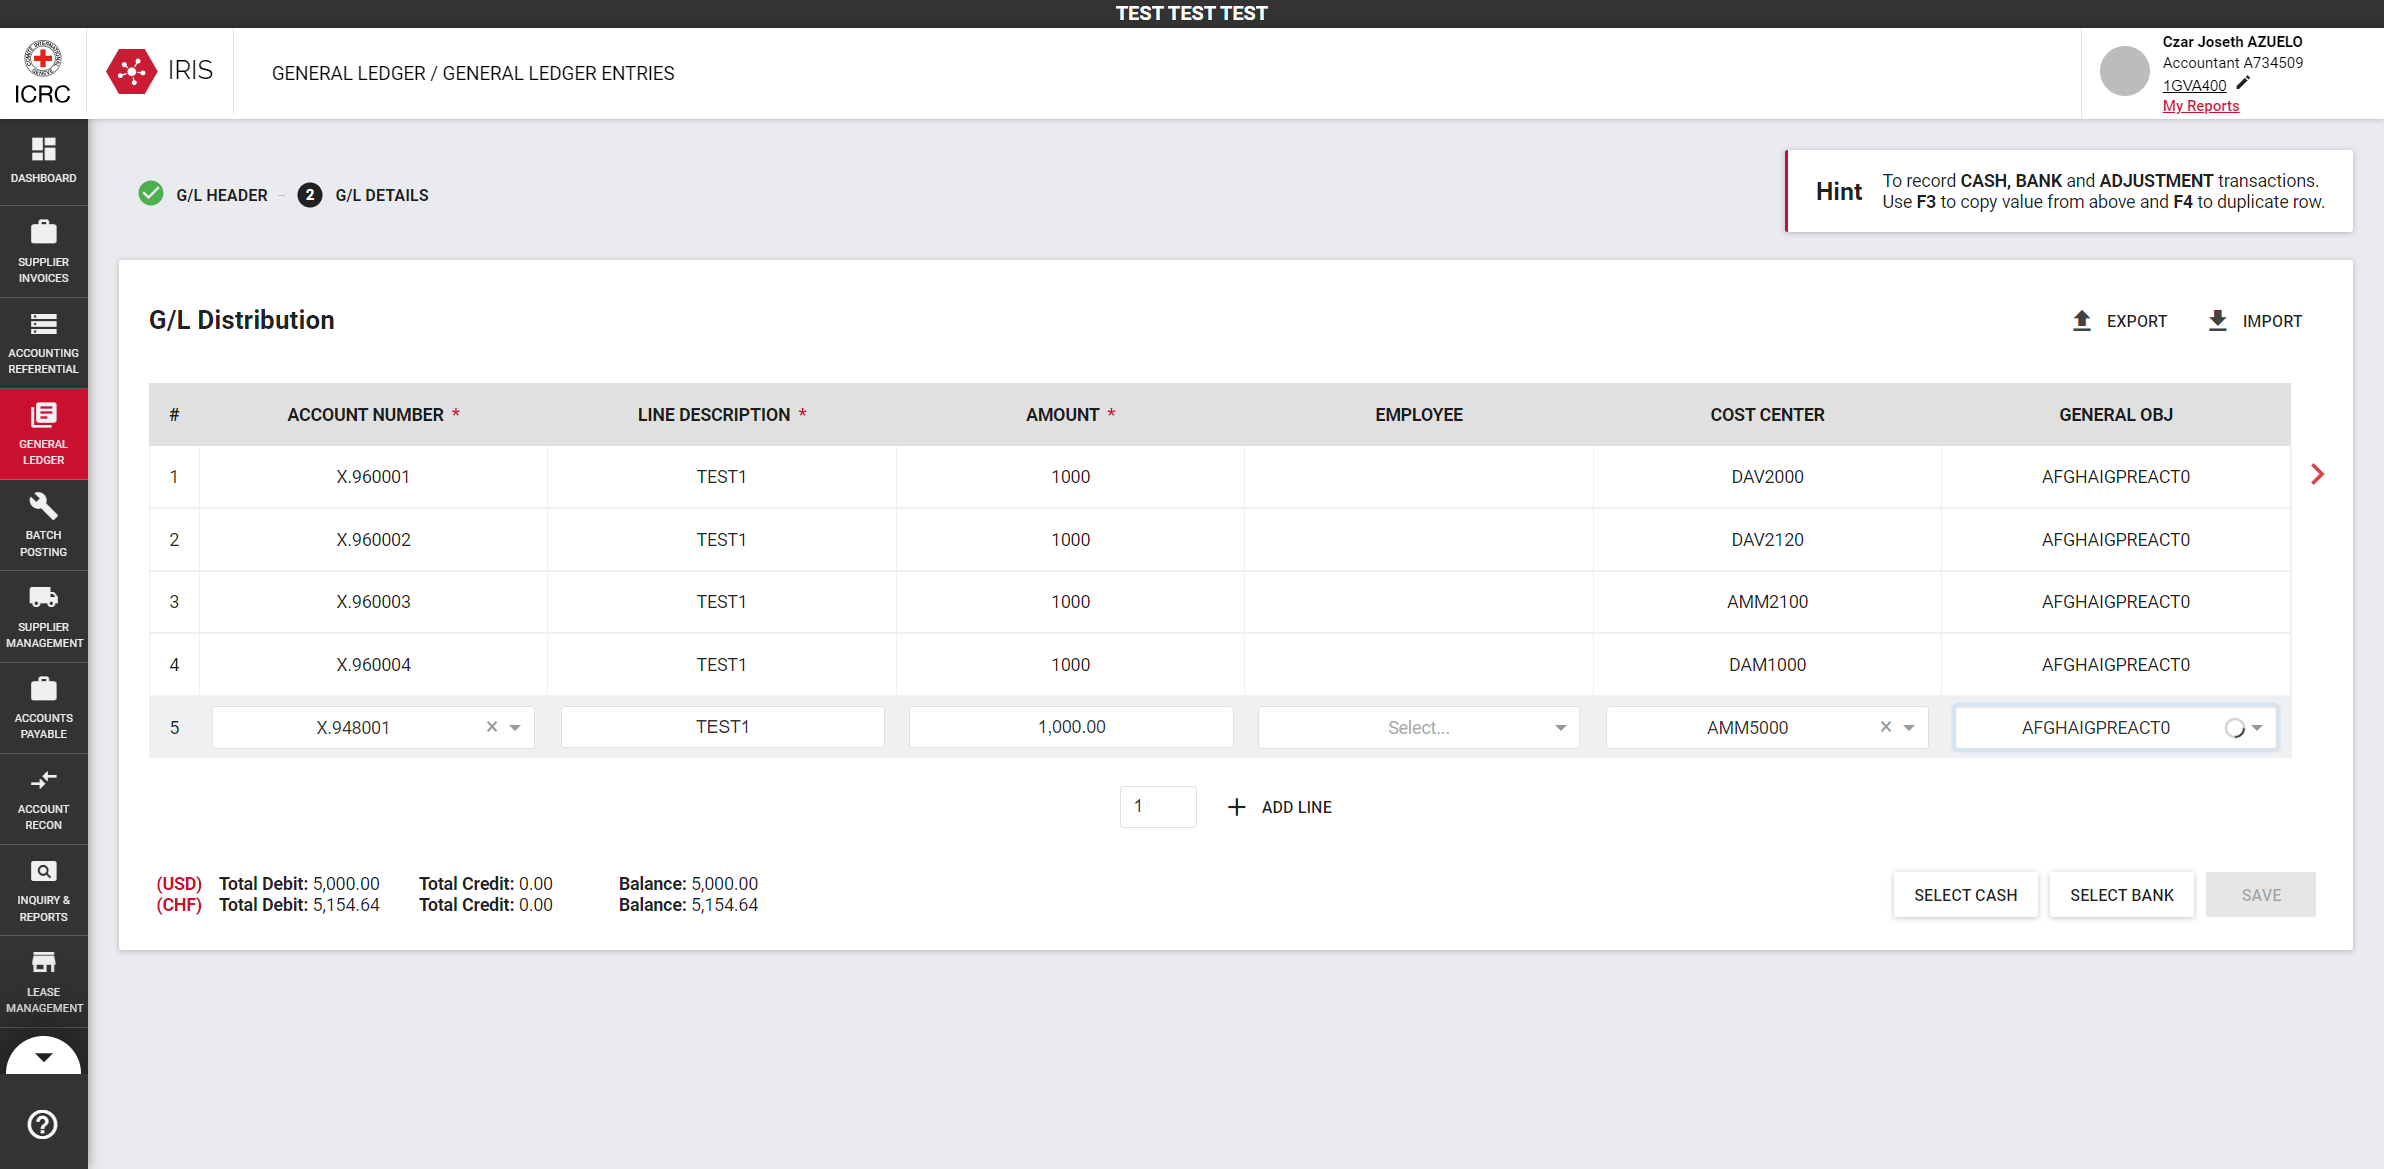 TEST TEST TEST
ICRC
IRIS
GENERAL LEDGER / GENERAL LEDGER ENTRIES
Czar Joseth AZUELO
Accountant A734509
1GVA400
My Reports
DASHBOARD
SUPPLIER
INVOICES
ACCOUNTING
REFERENTIAL
GENERAL
LEDGER
BATCH
POSTING
SUPPLIER
MANAGEMENT
ACCOUNTS
PAYABLE
ACCOUNT
RECON
INQUIRY &
REPORTS
LEASE
MANAGEMENT
G/L HEADER – 2 G/L DETAILS
Hint
To record CASH, BANK and ADJUSTMENT transactions.
Use F3 to copy value from above and F4 to duplicate row.
G/L Distribution
EXPORT IMPORT
# ACCOUNT NUMBER * LINE DESCRIPTION * AMOUNT * EMPLOYEE COST CENTER GENERAL OBJ
1 X.960001 TEST1 1000 DAV2000 AFGHAIGPREACT0
2 X.960002 TEST1 1000 DAV2120 AFGHAIGPREACT0
3 X.960003 TEST1 1000 AMM2100 AFGHAIGPREACT0
4 X.960004 TEST1 1000 DAM1000 AFGHAIGPREACT0
5 X.948001 TEST1 1,000.00 Select... AMM5000 AFGHAIGPREACT0
1 ADD LINE
(USD) Total Debit: 5,000.00 Total Credit: 0.00 Balance: 5,000.00
(CHF) Total Debit: 5,154.64 Total Credit: 0.00 Balance: 5,154.64
SELECT CASH SELECT BANK SAVE